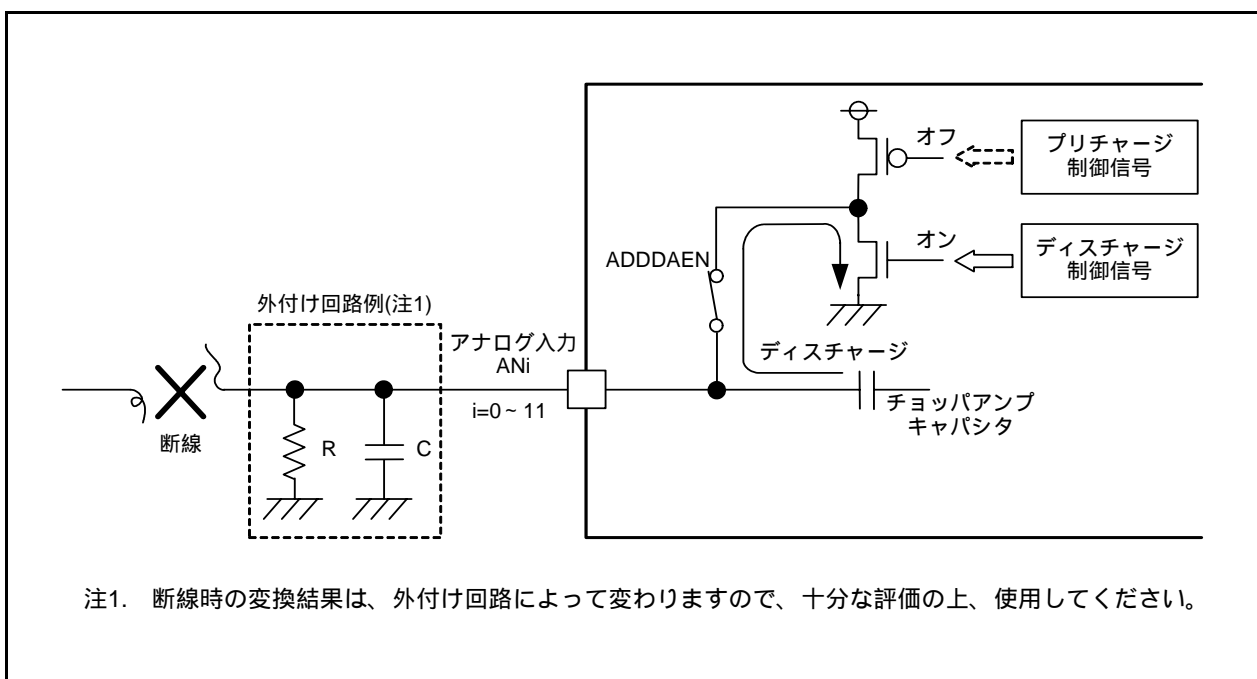 オフ
プリチャージ
制御信号
オン
ディスチャージ
制御信号
ADDDAEN
外付け回路例(注1)
アナログ入力
ANi
ディスチャージ
i=0～11
チョッパアンプ
キャパシタ
断線
R
C
注1. 断線時の変換結果は、外付け回路によって変わりますので、十分な評価の上、使用してください。